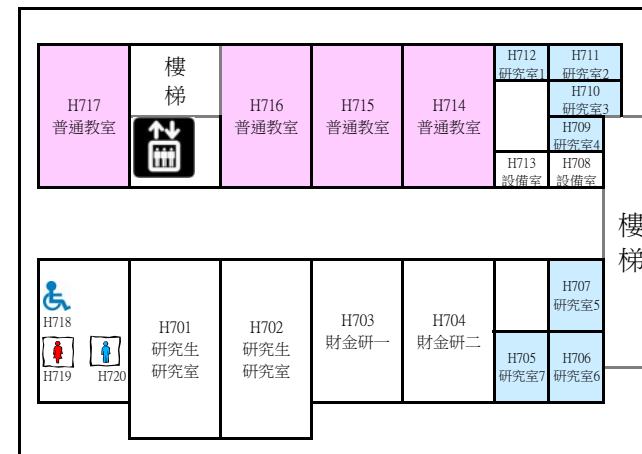 H717
普通教室
樓
梯
H716
普通教室
H715
普通教室
H714
普通教室
H712
研究室1
H711
研究室2
H710
研究室3
H709
研究室4
H713
設備室
H708
設備室
樓
梯
H718
H719
H720
H701
研究生
研究室
H702
研究生
研究室
H703
財金研一
H704
財金研二
H707
研究室5
H705
研究室7
H706
研究室6